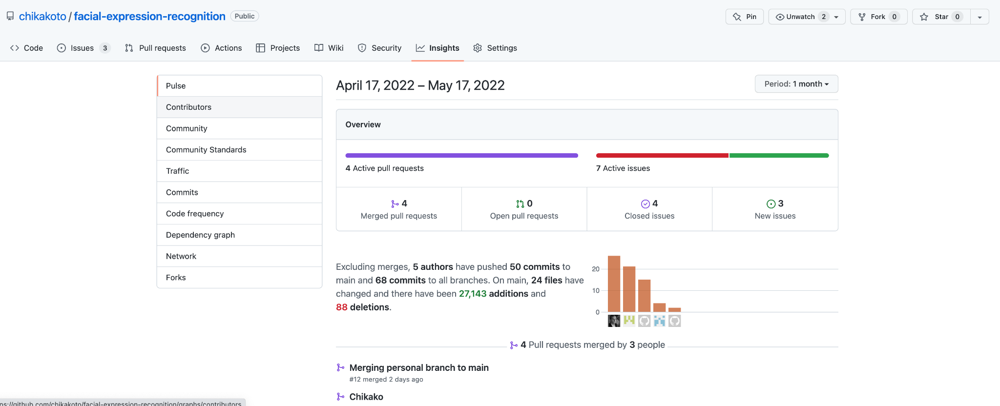 chikakoto / facial-expression-recognition Public
Pin Unwatch 2 Fork 0 Star 0
Code Issues 3 Pull requests Actions Projects Wiki Security Insights Settings
Pulse
Contributors
Community
Community Standards
Traffic
Commits
Code frequency
Dependency graph
Network
Forks
April 17, 2022 – May 17, 2022
Period: 1 month
Overview
4 Active pull requests
7 Active issues
4
Merged pull requests
0
Open pull requests
4
Closed issues
3
New issues
Excluding merges, 5 authors have pushed 50 commits to
main and 68 commits to all branches. On main, 24 files have
changed and there have been 27,143 additions and
88 deletions.
20
10
0
4 Pull requests merged by 3 people
Merging personal branch to main
#12 merged 2 days ago
Chikako
ps://github.com/chikakoto/facial-expression-recognition/graphs/contributors